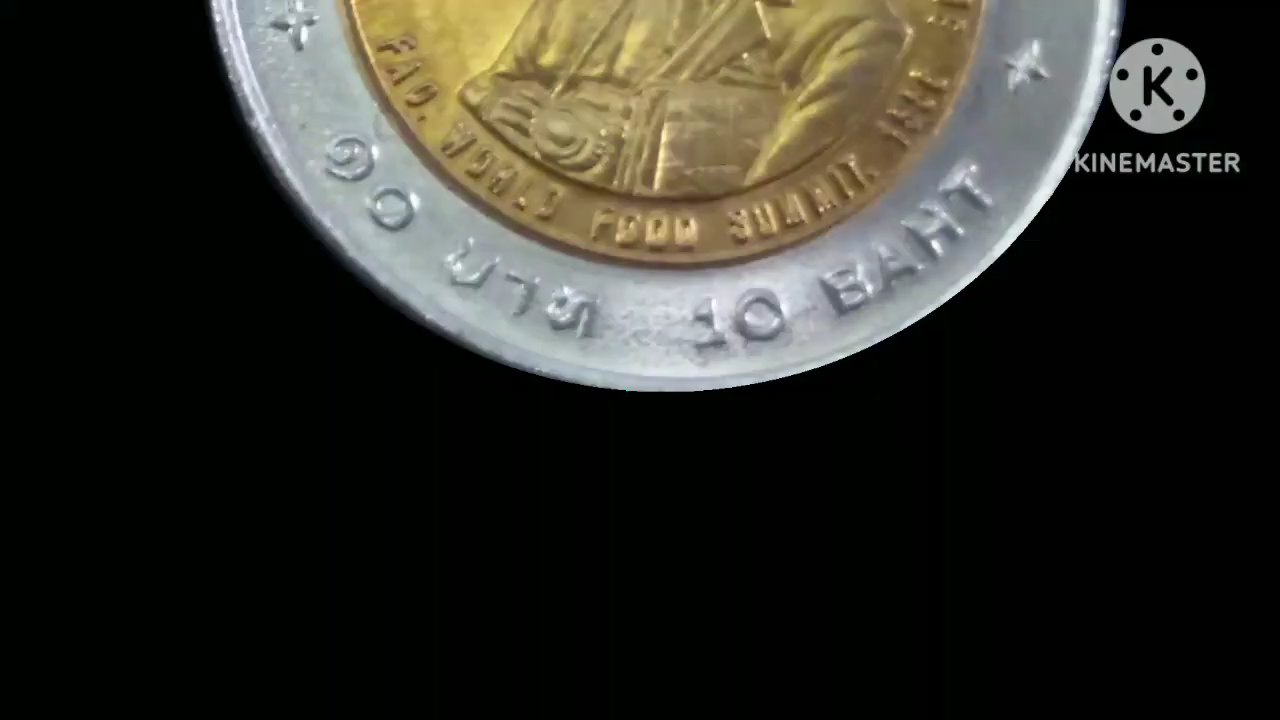 FAO. WORLD FOOD SUMMIT.
๑๐ บาท 10 BAHT
K
KINEMASTER